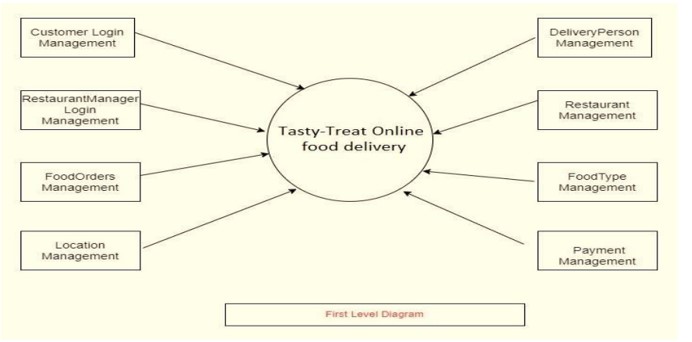 Customer Login
Management
RestaurantManager
Login
Management
FoodOrders
Management
Location
Management
Tasty-Treat Online
food delivery
DeliveryPerson
Management
Restaurant
Management
FoodType
Management
Payment
Management
First Level Diagram